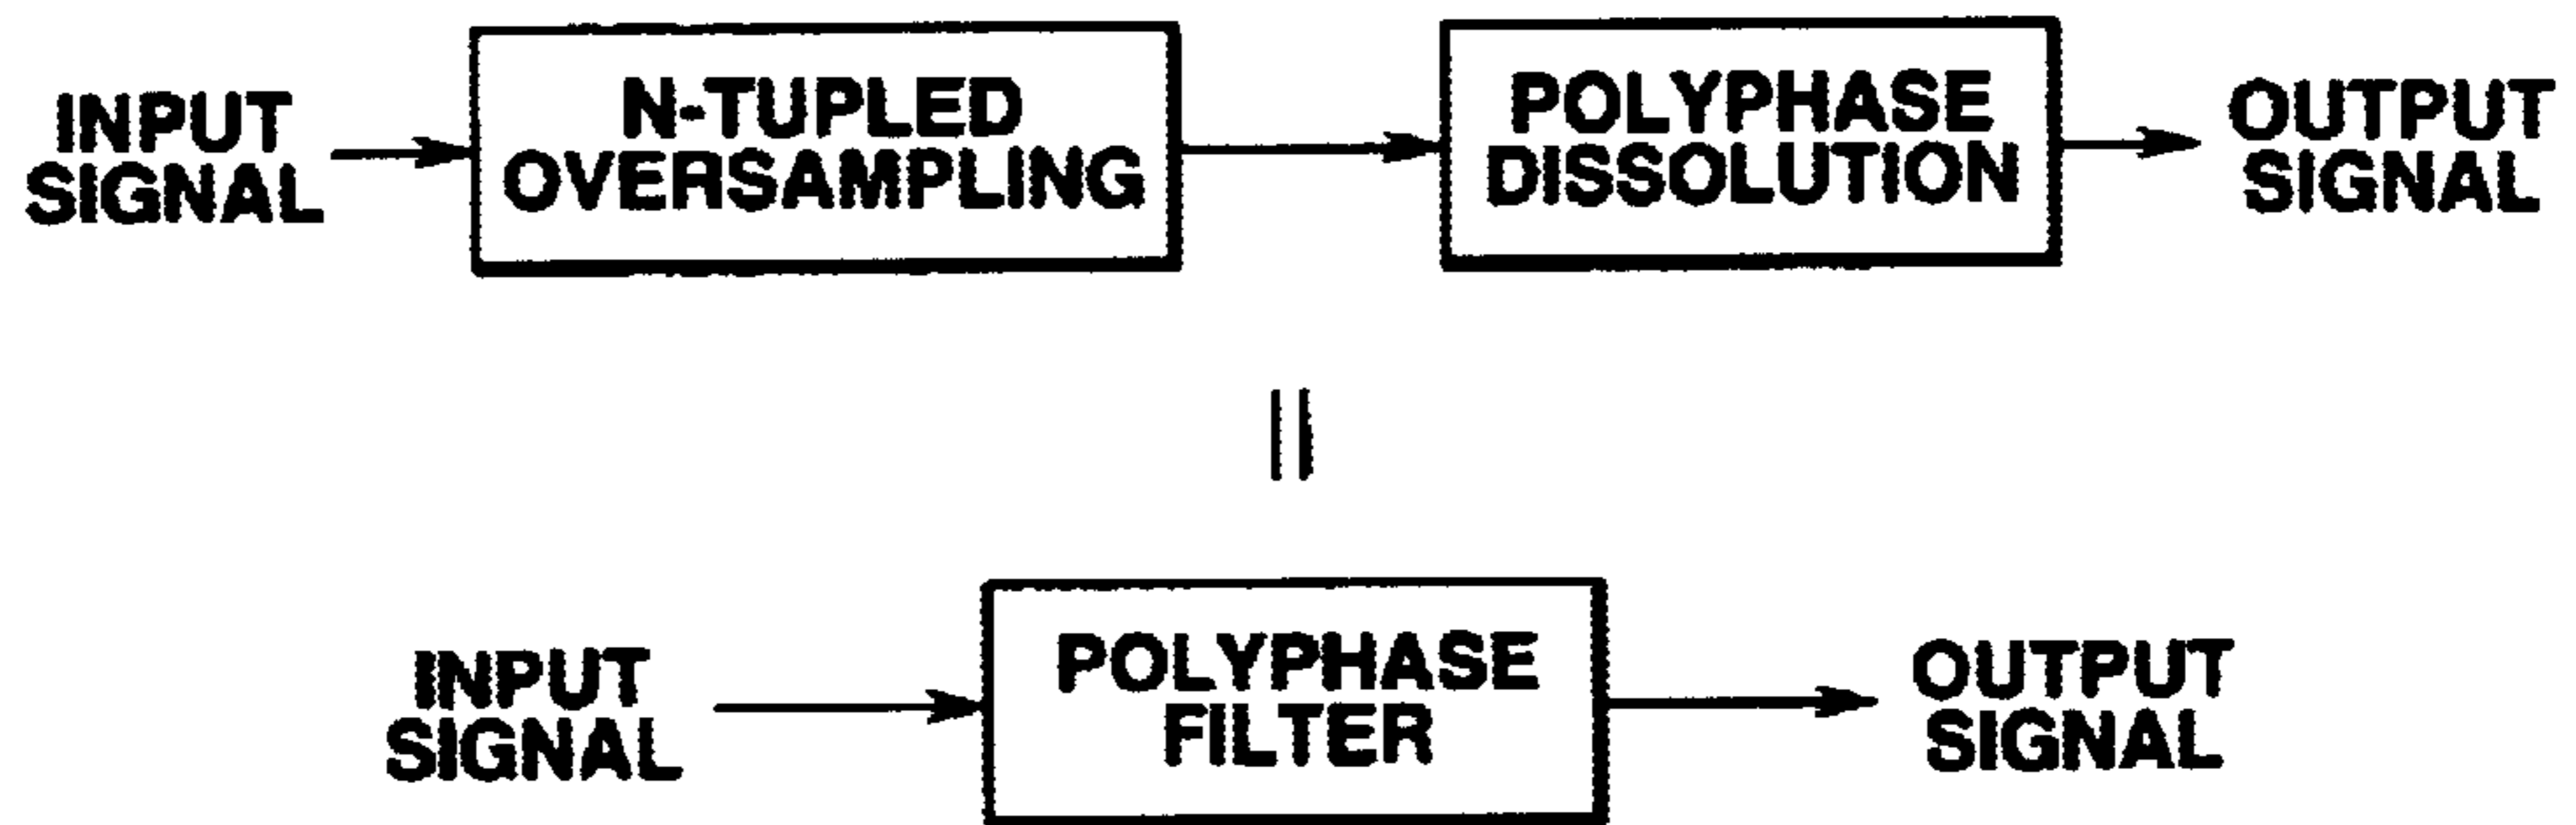 INPUT
SIGNAL
N-TUPLED
OVERSAMPLING
POLYPHASE
DISSOLUTION
OUTPUT
SIGNAL
INPUT
SIGNAL
POLYPHASE
FILTER
OUTPUT
SIGNAL